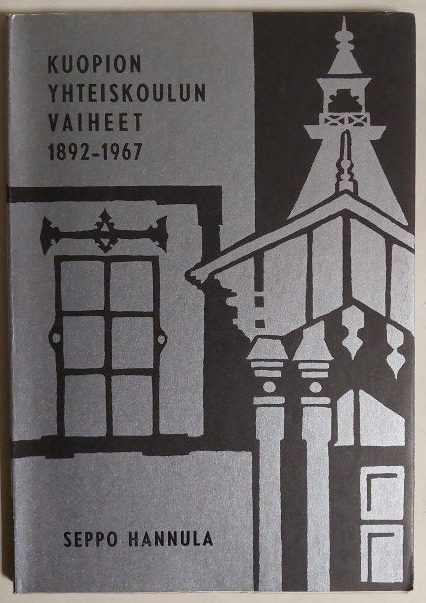 KUOPION
YHTEISKOULUN
VAIHEET
1892-1967
SEPPO HANNULA